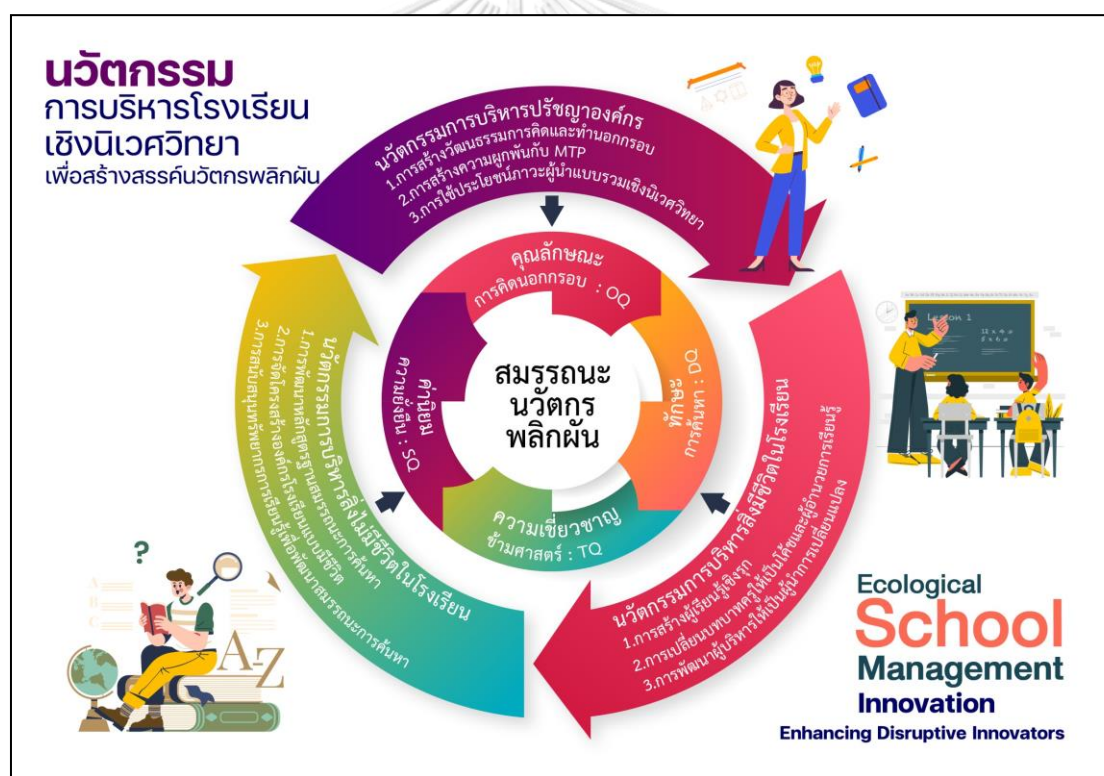 นวัตกรรม
การบริหารโรงเรียน
เชิงนิเวศวิทยา
เพื่อสร้างสรรค์นวัตกรพลิกผัน
นวัตกรรมการบริหารปรัชญาองค์กร
1.การสร้างวัฒนธรรมการคิดและทำนอกกรอบ
2.การสร้างความผูกพันกับ MTP
3.การใช้ประโยชน์ภาวะผู้นำแบบรวมเชิงนิเวศวิทยา
คุณลักษณะ
การคิดนอกกรอบ : OQ
ทักษะ
การค้นหา : DQ
ความเชี่ยวชาญ
ข้ามศาสตร์ : TQ
ค่านิยม
ความยั่งยืน : SQ
สมรรถนะ
นวัตกร
พลิกผัน
นวัตกรรมการบริหารสิ่งมีชีวิตในโรงเรียน
1.การสร้างผู้เรียนรู้เชิงรุก
2.การเปลี่ยนบทบาทครูให้เป็นโค้ชและผู้อำนวยการเรียนรู้
3.การพัฒนาผู้บริหารให้เป็นผู้นำการเปลี่ยนแปลง
นวัตกรรมการบริหารสิ่งไม่มีชีวิตในโรงเรียน
1.การพัฒนาหลักสูตรฐานสมรรถนะการค้นหา
2.การจัดโครงสร้างองค์กรโรงเรียนแบบมีชีวิต
3.การสนับสนุนทรัพยากรการเรียนรู้เพื่อพัฒนาสมรรถนะการค้นหา
Lesson 1
?
A-Z
Ecological
School
Management
Innovation
Enhancing Disruptive Innovators